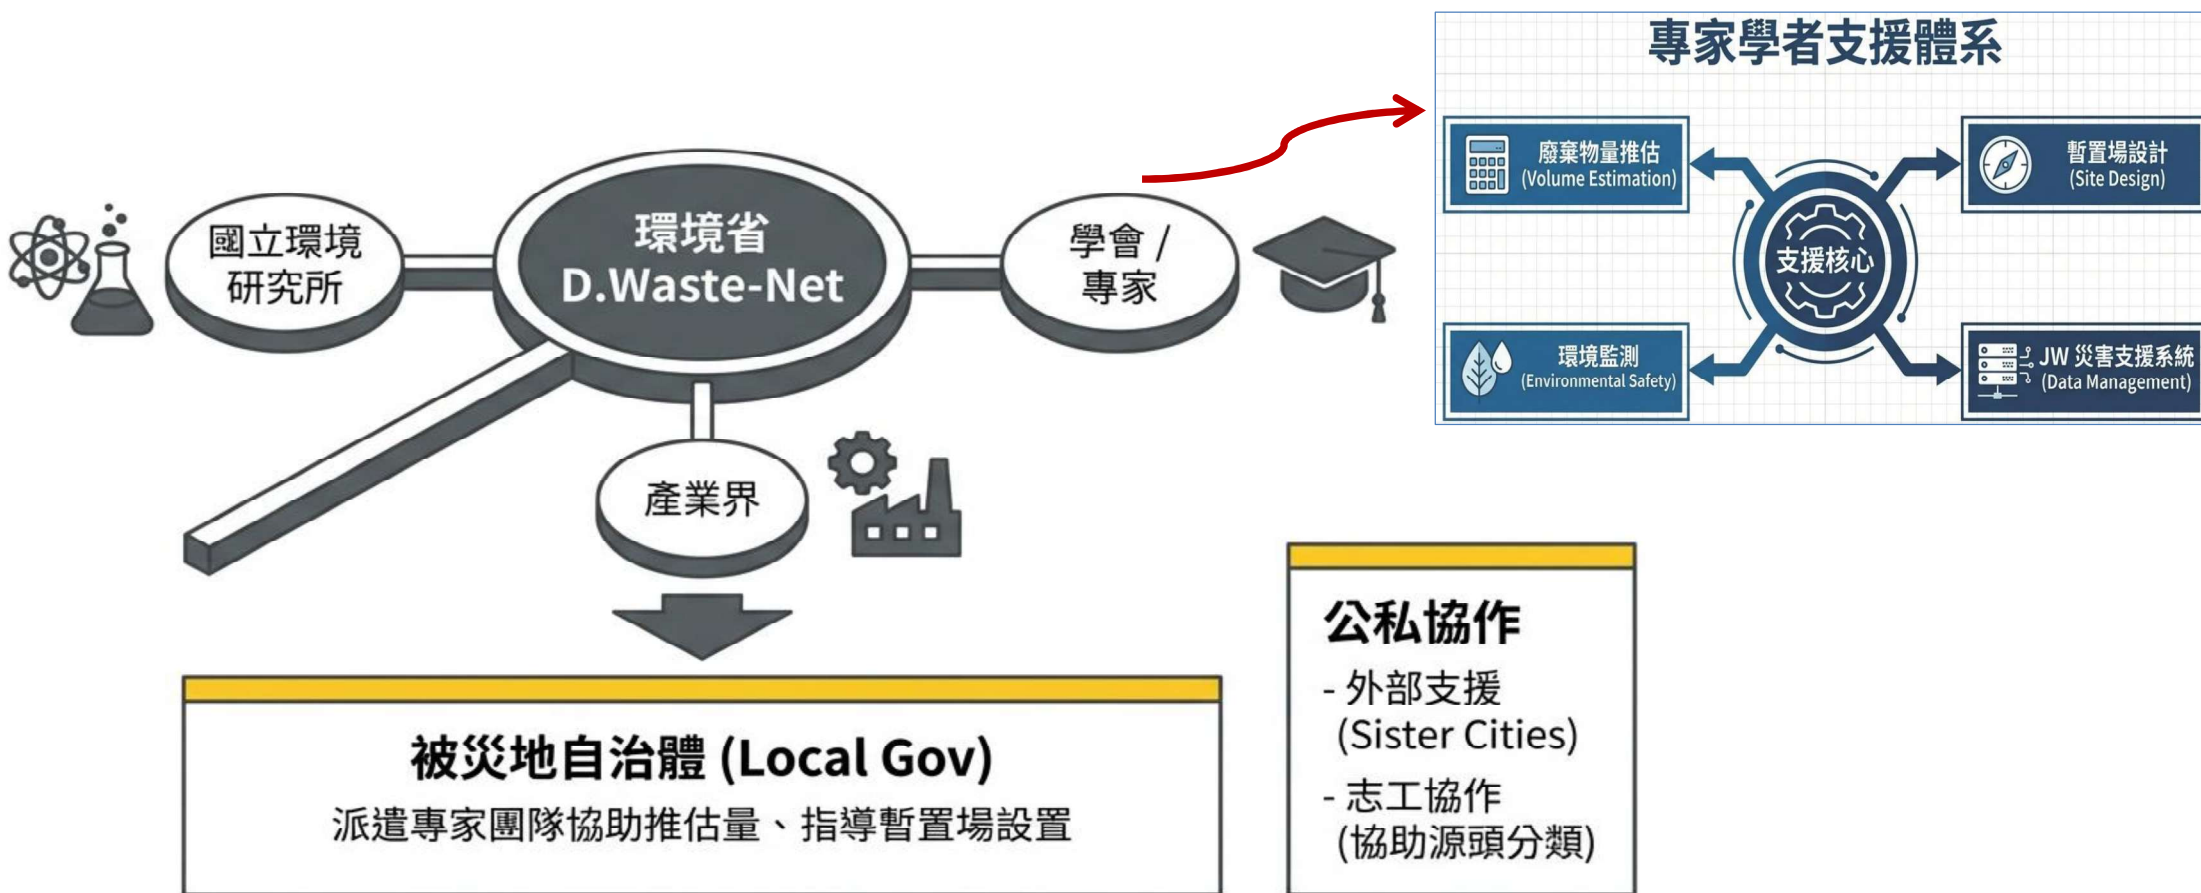 專家學者支援體系
廢棄物量推估
(Volume Estimation)
暫置場設計
(Site Design)
支援核心
環境監測
(Environmental Safety)
JW 災害支援系統
(Data Management)
國立環境
研究所
環境省
D.Waste-Net
學會 /
專家
產業界
被災地自治體 (Local Gov)
派遣專家團隊協助推估量、指導暫置場設置
公私協作
- 外部支援
(Sister Cities)
- 志工協作
(協助源頭分類)